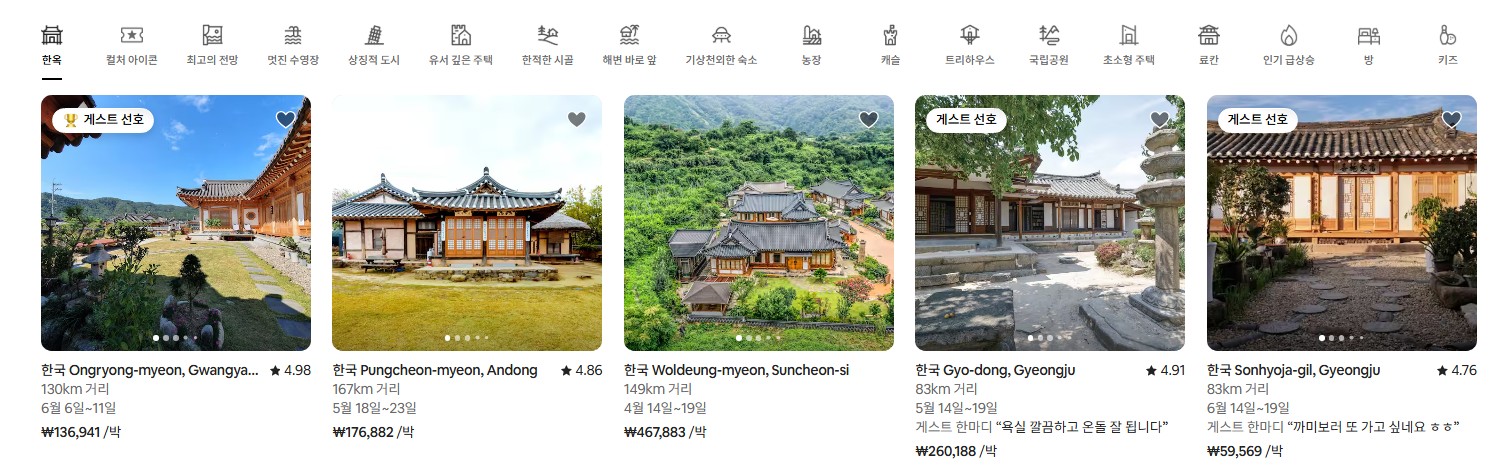 한옥
컬처 아이콘
최고의 전망
멋진 수영장
상징적 도시
유서 깊은 주택
한적한 시골
해변 바로 앞
기상천외한 숙소
농장
캐슬
트리하우스
국립공원
초소형 주택
료칸
인기 급상승
방
키즈
게스트 선호
한국 Ongryong-myeon, Gwangya... ★ 4.98
130km 거리
6월 6일~11일
₩136,941 /박
한국 Pungcheon-myeon, Andong ★ 4.86
167km 거리
5월 18일~23일
₩176,882 /박
한국 Woldeung-myeon, Suncheon-si
149km 거리
4월 14일~19일
₩467,883 /박
게스트 선호
한국 Gyo-dong, Gyeongju ★ 4.91
83km 거리
5월 14일~19일
게스트 한마디 “욕실 깔끔하고 온돌 잘 됩니다”
₩260,188 /박
게스트 선호
한국 Sonhyoja-gil, Gyeongju ★ 4.76
83km 거리
6월 14일~19일
게스트 한마디 “까미보러 또 가고 싶네요 ㅎㅎ”
₩59,569 /박